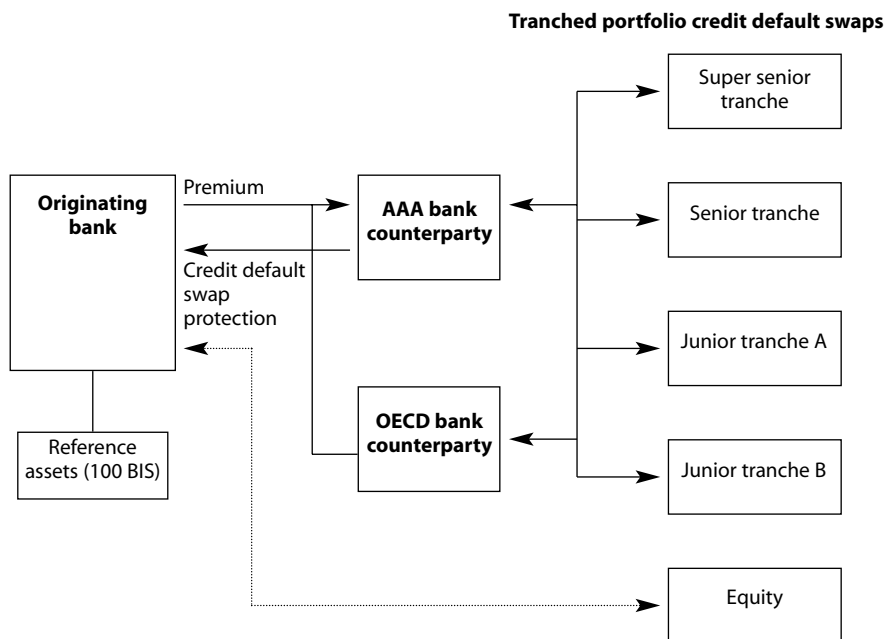 Tranched portfolio credit default swaps
Super senior
tranche
Originating
bank
Premium
AAA bank
counterparty
Senior tranche
Credit default
swap
protection
Junior tranche A
OECD bank
counterparty
Reference
assets (100 BIS)
Junior tranche B
Equity